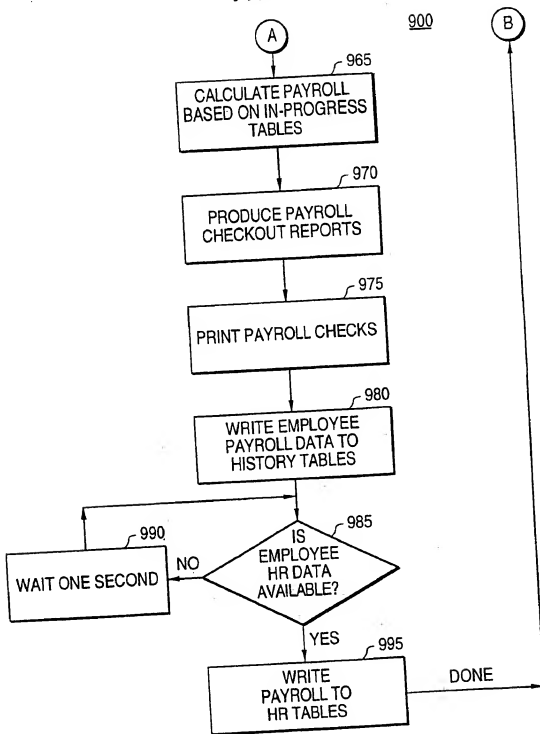 900
A
B
965
CALCULATE PAYROLL
BASED ON IN-PROGRESS
TABLES
970
PRODUCE PAYROLL
CHECKOUT REPORTS
975
PRINT PAYROLL CHECKS
980
WRITE EMPLOYEE
PAYROLL DATA TO
HISTORY TABLES
985
IS
EMPLOYEE
HR DATA
AVAILABLE?
NO
990
WAIT ONE SECOND
YES
995
WRITE
PAYROLL TO
HR TABLES
DONE